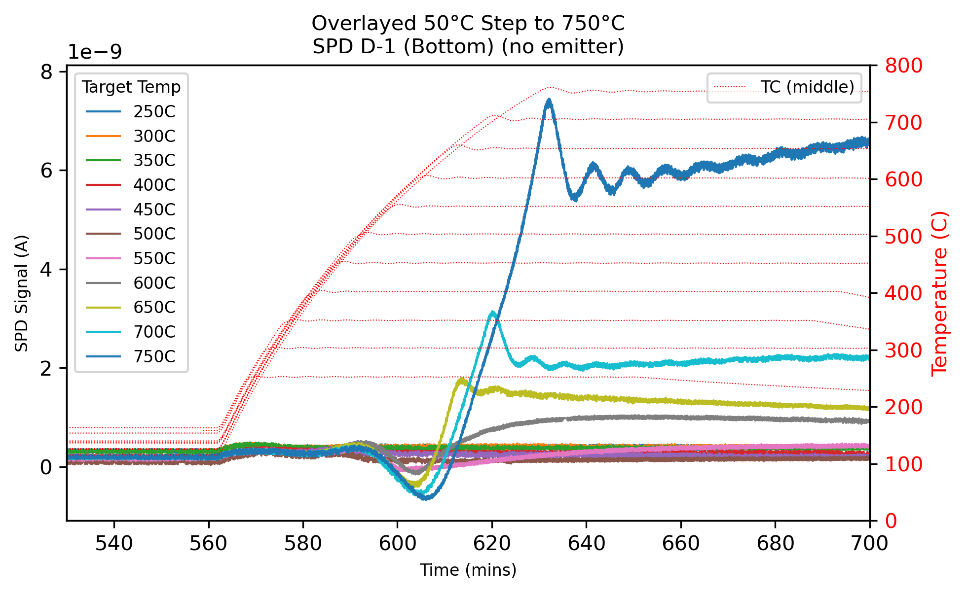 Overlayed 50°C Step to 750°C
SPD D-1 (Bottom) (no emitter)
1e−9
8
6
4
2
0
SPD Signal (A)
Target Temp
250C
300C
350C
400C
450C
500C
550C
600C
650C
700C
750C
TC (middle)
800
700
600
500
400
300
200
100
0
Temperature (C)
540 560 580 600 620 640 660 680 700
Time (mins)